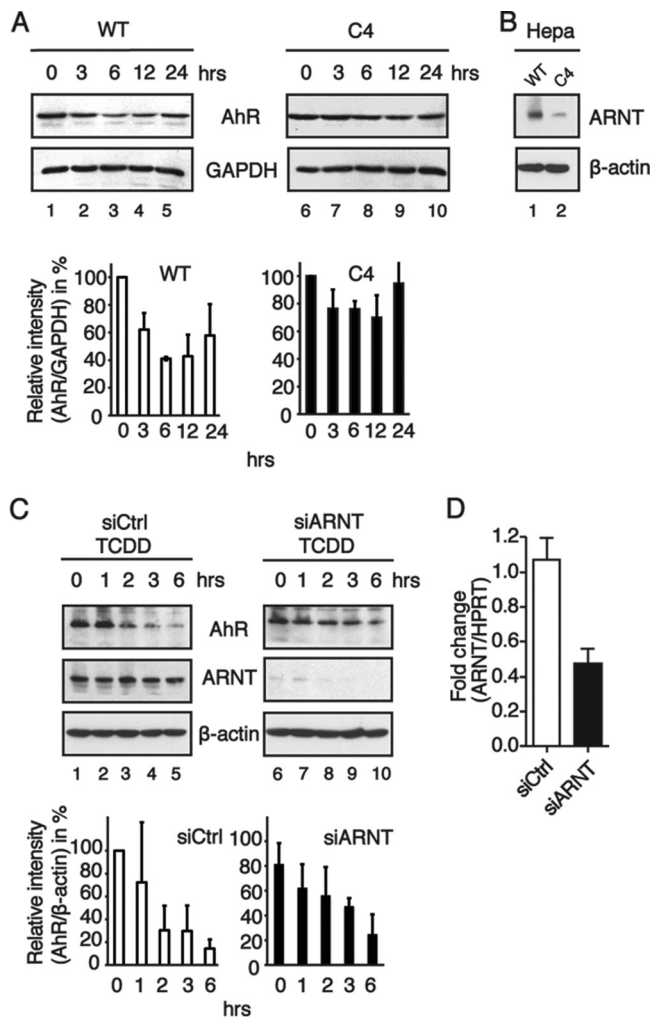 A
WT
C4
0 3 6 12 24 hrs
0 3 6 12 24 hrs
AhR
GAPDH
1 2 3 4 5
6 7 8 9 10
B
Hepa
WT C4
ARNT
β-actin
1 2
Relative intensity
(AhR/GAPDH) in %
100
80
60
40
20
0
WT
0 3 6 12 24
100
80
60
40
20
0
C4
0 3 6 12 24
hrs
C
siCtrl
TCDD
siARNT
TCDD
0 1 2 3 6 hrs
0 1 2 3 6 hrs
AhR
ARNT
β-actin
1 2 3 4 5
6 7 8 9 10
D
Fold change
(ARNT/HPRT)
1.2
1.0
0.8
0.6
0.4
0.2
0.0
siCtrl
siARNT
Relative intensity
(AhR/β-actin) in %
100
80
60
40
20
0
siCtrl
0 1 2 3 6
100
80
60
40
20
0
siARNT
0 1 2 3 6
hrs